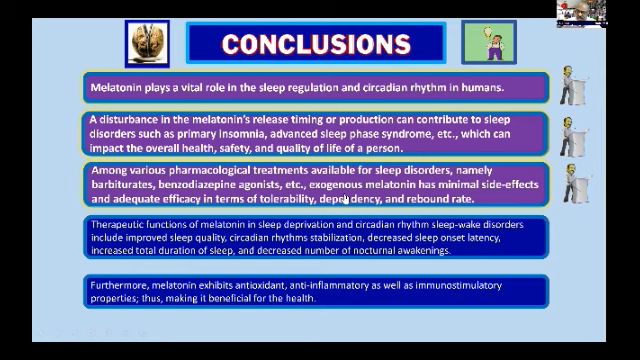 CONCLUSIONS
Melatonin plays a vital role in the sleep regulation and circadian rhythm in humans.
A disturbance in the melatonin's release timing or production can contribute to sleep
disorders such as primary insomnia, advanced sleep phase syndrome, etc., which can
impact the overall health, safety, and quality of life of a person.
Among various pharmacological treatments available for sleep disorders, namely
barbiturates, benzodiazepine agonists, etc., exogenous melatonin has minimal side-effects
and adequate efficacy in terms of tolerability, dependency, and rebound rate.
Therapeutic functions of melatonin in sleep deprivation and circadian rhythm sleep-wake disorders
include improved sleep quality, circadian rhythms stabilization, decreased sleep onset latency,
increased total duration of sleep, and decreased number of nocturnal awakenings.
Furthermore, melatonin exhibits antioxidant, anti-inflammatory as well as immunostimulatory
properties; thus, making it beneficial for the health.